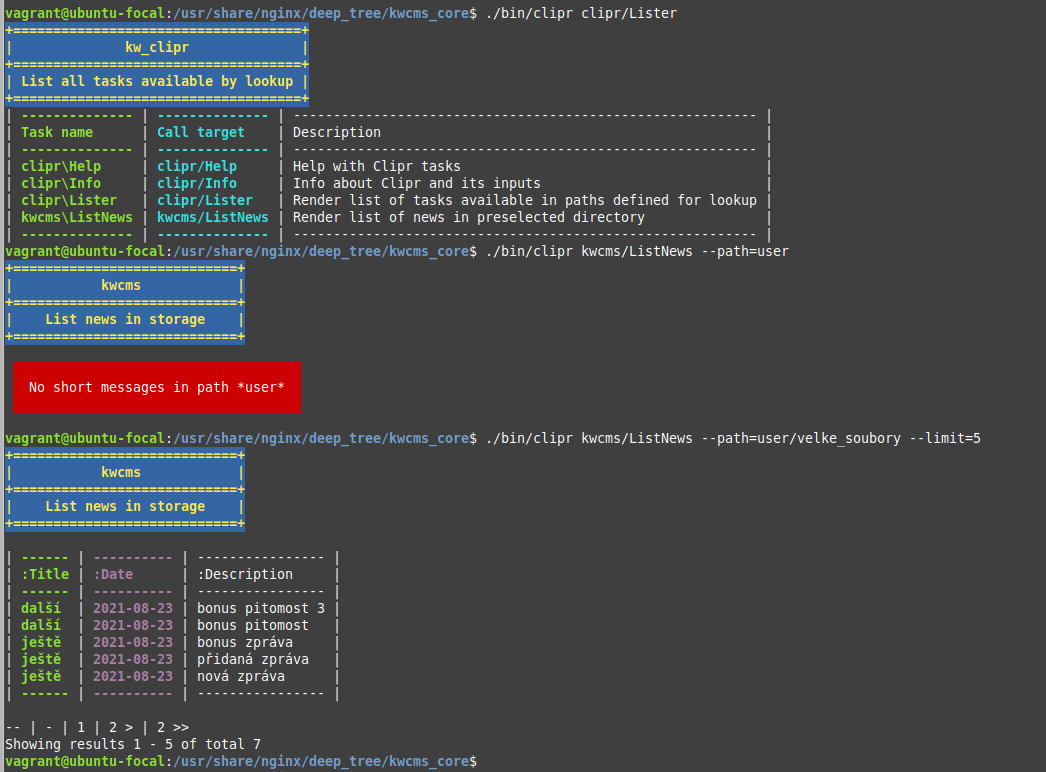 vagrant@ubuntu-focal:/usr/share/nginx/deep_tree/kwcms_core$ ./bin/clipr clipr/Lister
+====================================+
|              kw_clipr              |
+====================================+
| List all tasks available by lookup |
+====================================+
| -------------- | -------------- | ---------------------------------------------------------- |
| Task name      | Call target    | Description                                                |
| -------------- | -------------- | ---------------------------------------------------------- |
| clipr\Help     | clipr/Help     | Help with Clipr tasks                                      |
| clipr\Info     | clipr/Info     | Info about Clipr and its inputs                            |
| clipr\Lister   | clipr/Lister   | Render list of tasks available in paths defined for lookup |
| kwcms\ListNews | kwcms/ListNews | Render list of news in preselected directory               |
| -------------- | -------------- | ---------------------------------------------------------- |
vagrant@ubuntu-focal:/usr/share/nginx/deep_tree/kwcms_core$ ./bin/clipr kwcms/ListNews --path=user
+============================+
|           kwcms            |
+============================+
|    List news in storage    |
+============================+
No short messages in path *user*
vagrant@ubuntu-focal:/usr/share/nginx/deep_tree/kwcms_core$ ./bin/clipr kwcms/ListNews --path=user/velke_soubory --limit=5
+============================+
|           kwcms            |
+============================+
|    List news in storage    |
+============================+
| ------ | ---------- | ---------------- |
| :Title | :Date      | :Description     |
| ------ | ---------- | ---------------- |
| další  | 2021-08-23 | bonus pitomost 3 |
| další  | 2021-08-23 | bonus pitomost   |
| ještě  | 2021-08-23 | bonus zpráva     |
| ještě  | 2021-08-23 | přidaná zpráva   |
| ještě  | 2021-08-23 | nová zpráva      |
| ------ | ---------- | ---------------- |
-- | - | 1 | 2 > | 2 >>
Showing results 1 - 5 of total 7
vagrant@ubuntu-focal:/usr/share/nginx/deep_tree/kwcms_core$